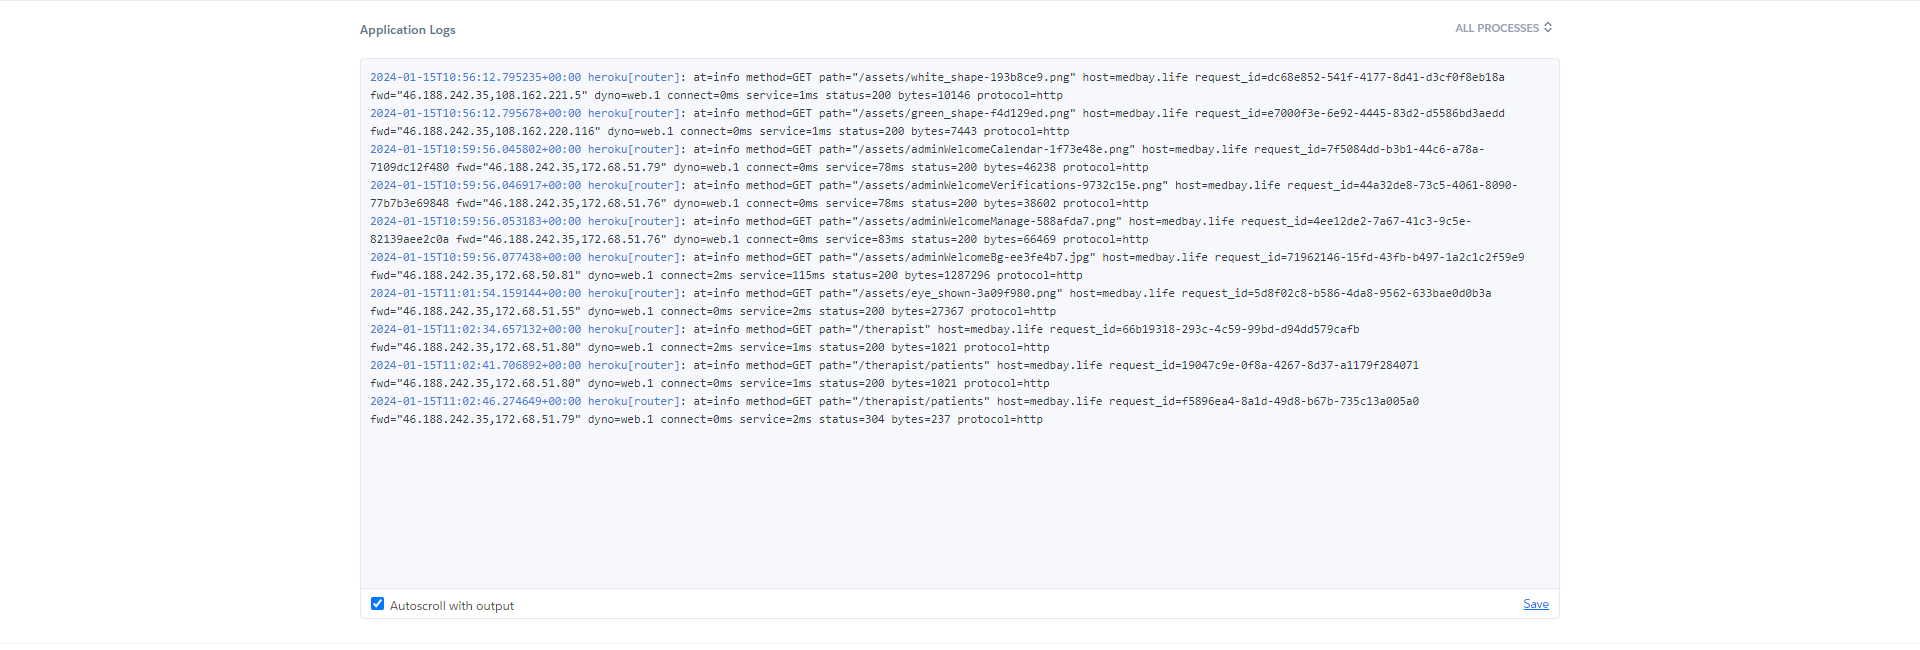 Application Logs
ALL PROCESSES
2024-01-15T10:56:12.795235+00:00 heroku[router]: at=info method=GET path="/assets/white_shape-193b8ce9.png" host=medbay.life request_id=dc68e852-541f-4177-8d41-d3cf0f8eb18a
fwd="46.188.242.35,108.162.221.5" dyno=web.1 connect=0ms service=1ms status=200 bytes=10146 protocol=http
2024-01-15T10:56:12.795678+00:00 heroku[router]: at=info method=GET path="/assets/green_shape-f4d129ed.png" host=medbay.life request_id=e7000f3e-6e92-4445-83d2-d5586bd3aedd
fwd="46.188.242.35,108.162.220.116" dyno=web.1 connect=0ms service=1ms status=200 bytes=7443 protocol=http
2024-01-15T10:59:56.045802+00:00 heroku[router]: at=info method=GET path="/assets/adminWelcomeCalendar-1f73e48e.png" host=medbay.life request_id=7f5084dd-b3b1-44c6-a78a-
7109dc12f480 fwd="46.188.242.35,172.68.51.79" dyno=web.1 connect=0ms service=78ms status=200 bytes=46238 protocol=http
2024-01-15T10:59:56.046917+00:00 heroku[router]: at=info method=GET path="/assets/adminWelcomeVerifications-9732c15e.png" host=medbay.life request_id=44a32de8-73c5-4061-8090-
77b7b3e69848 fwd="46.188.242.35,172.68.51.76" dyno=web.1 connect=0ms service=78ms status=200 bytes=38602 protocol=http
2024-01-15T10:59:56.053183+00:00 heroku[router]: at=info method=GET path="/assets/adminWelcomeManage-588afda7.png" host=medbay.life request_id=4ee12de2-7a67-41c3-9c5e-
82139aee2c0a fwd="46.188.242.35,172.68.51.76" dyno=web.1 connect=0ms service=83ms status=200 bytes=66469 protocol=http
2024-01-15T10:59:56.077438+00:00 heroku[router]: at=info method=GET path="/assets/adminWelcomeBg-ee3fe4b7.jpg" host=medbay.life request_id=71962146-15fd-43fb-b497-1a2c1c2f59e9
fwd="46.188.242.35,172.68.50.81" dyno=web.1 connect=2ms service=115ms status=200 bytes=1287296 protocol=http
2024-01-15T11:01:54.159144+00:00 heroku[router]: at=info method=GET path="/assets/eye_shown-3a09f980.png" host=medbay.life request_id=5d8f02c8-b586-4da8-9562-633bae0d0b3a
fwd="46.188.242.35,172.68.51.55" dyno=web.1 connect=0ms service=2ms status=200 bytes=27367 protocol=http
2024-01-15T11:02:34.657132+00:00 heroku[router]: at=info method=GET path="/therapist" host=medbay.life request_id=66b19318-293c-4c59-99bd-d94dd579cafb
fwd="46.188.242.35,172.68.51.80" dyno=web.1 connect=2ms service=1ms status=200 bytes=1021 protocol=http
2024-01-15T11:02:41.706892+00:00 heroku[router]: at=info method=GET path="/therapist/patients" host=medbay.life request_id=19047c9e-0f8a-4267-8d37-a1179f284071
fwd="46.188.242.35,172.68.51.80" dyno=web.1 connect=0ms service=1ms status=200 bytes=1021 protocol=http
2024-01-15T11:02:46.274649+00:00 heroku[router]: at=info method=GET path="/therapist/patients" host=medbay.life request_id=f5896ea4-8a1d-49d8-b67b-735c13a005a0
fwd="46.188.242.35,172.68.51.79" dyno=web.1 connect=0ms service=2ms status=304 bytes=237 protocol=http
Autoscroll with output
Save